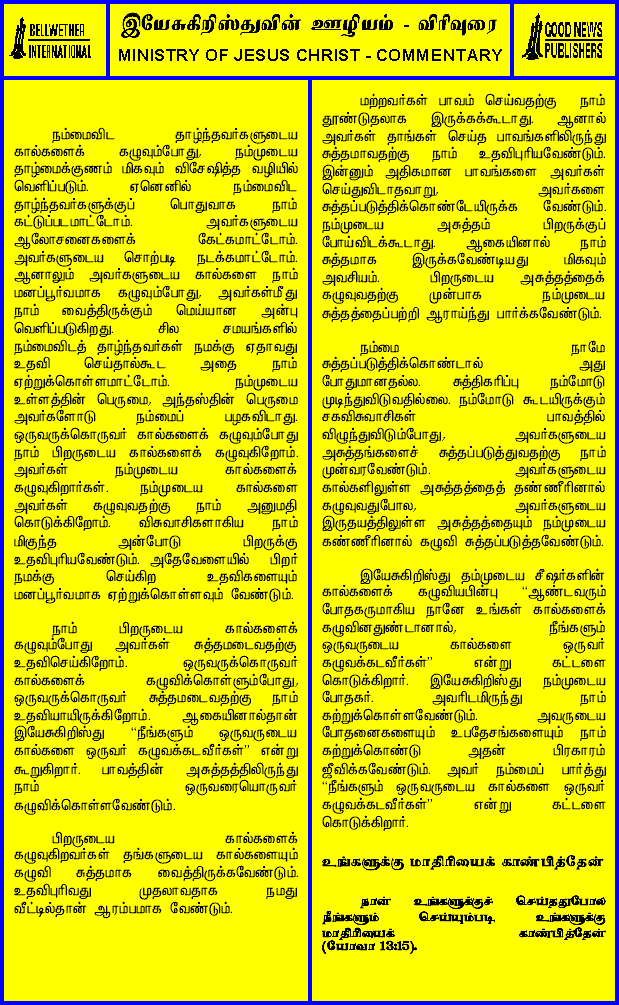 BELLWETHER
INTERNATIONAL
இயேசுகிறிஸ்துவின் ஊழியம் - விரிவுரை
MINISTRY OF JESUS CHRIST - COMMENTARY
GOOD NEWS
PUBLISHERS
நம்மைவிட தாழ்ந்தவர்களுடைய
கால்களைக் கழுவும்போது, நம்முடைய
தாழ்மைக்குணம் மிகவும் விசேஷித்த வழியில்
வெளிப்படும். ஏனெனில் நம்மைவிட
தாழ்ந்தவர்களுக்குப் பொதுவாக நாம்
கட்டுப்படமாட்டோம். அவர்களுடைய
ஆலோசனைகளைக் கேட்கமாட்டோம்.
அவர்களுடைய சொற்படி நடக்கமாட்டோம்.
ஆனாலும் அவர்களுடைய கால்களை நாம்
மனப்பூர்வமாக கழுவும்போது, அவர்கள்மீது
நாம் வைத்திருக்கும் மெய்யான அன்பு
வெளிப்படுகிறது. சில சமயங்களில்
நம்மைவிடத் தாழ்ந்தவர்கள் நமக்கு ஏதாவது
உதவி செய்தால்கூட அதை நாம்
ஏற்றுக்கொள்ளமாட்டோம். நம்முடைய
உள்ளத்தின் பெருமை, அந்தஸ்தின் பெருமை
அவர்களோடு நம்மைப் பழகவிடாது.
ஒருவருக்கொருவர் கால்களைக் கழுவும்போது
நாம் பிறருடைய கால்களைக் கழுவுகிறோம்.
அவர்கள் நம்முடைய கால்களைக்
கழுவுகிறார்கள். நம்முடைய கால்களை
அவர்கள் கழுவுவதற்கு நாம் அனுமதி
கொடுக்கிறோம். விசுவாசிகளாகிய நாம்
மிகுந்த அன்போடு பிறருக்கு
உதவிபுரியவேண்டும். அதேவேளையில் பிறர்
நமக்கு செய்கிற உதவிகளையும்
மனப்பூர்வமாக ஏற்றுக்கொள்ளவும் வேண்டும்.
நாம் பிறருடைய கால்களைக்
கழுவும்போது அவர்கள் சுத்தமடைவதற்கு
உதவிசெய்கிறோம். ஒருவருக்கொருவர்
கால்களைக் கழுவிக்கொள்ளும்போது,
ஒருவருக்கொருவர் சுத்தமடைவதற்கு நாம்
உதவியாயிருக்கிறோம். ஆகையினால்தான்
இயேசுகிறிஸ்து “நீங்களும் ஒருவருடைய
கால்களை ஒருவர் கழுவக்கடவீர்கள்” என்று
கூறுகிறார். பாவத்தின் அசுத்தத்திலிருந்து
நாம் ஒருவரையொருவர்
கழுவிக்கொள்ளவேண்டும்.
பிறருடைய கால்களைக்
கழுவுகிறவர்கள் தங்களுடைய கால்களையும்
கழுவி சுத்தமாக வைத்திருக்கவேண்டும்.
உதவிபுரிவது முதலாவதாக நமது
வீட்டில்தான் ஆரம்பமாக வேண்டும்.
மற்றவர்கள் பாவம் செய்வதற்கு நாம்
தூண்டுதலாக இருக்கக்கூடாது. ஆனால்
அவர்கள் தாங்கள் செய்த பாவங்களிலிருந்து
சுத்தமாவதற்கு நாம் உதவிபுரியவேண்டும்.
இன்னும் அதிகமான பாவங்களை அவர்கள்
செய்துவிடாதவாறு, அவர்களை
சுத்தப்படுத்திக்கொண்டேயிருக்க வேண்டும்.
நம்முடைய அசுத்தம் பிறருக்குப்
போய்விடக்கூடாது. ஆகையினால் நாம்
சுத்தமாக இருக்கவேண்டியது மிகவும்
அவசியம். பிறருடைய அசுத்தத்தைக்
கழுவுவதற்கு முன்பாக நம்முடைய
சுத்தத்தைப்பற்றி ஆராய்ந்து பார்க்கவேண்டும்.
நம்மை நாமே
சுத்தப்படுத்திக்கொண்டால் அது
போதுமானதல்ல. சுத்திகரிப்பு நம்மோடு
முடிந்துவிடுவதில்லை. நம்மோடு கூடயிருக்கும்
சகவிசுவாசிகள் பாவத்தில்
விழுந்துவிடும்போது, அவர்களுடைய
அசுத்தங்களைச் சுத்தப்படுத்துவதற்கு நாம்
முன்வரவேண்டும். அவர்களுடைய
கால்களிலுள்ள அசுத்தத்தைத் தண்ணீரினால்
கழுவுவதுபோல, அவர்களுடைய
இருதயத்திலுள்ள அசுத்தத்தையும் நம்முடைய
கண்ணீரினால் கழுவி சுத்தப்படுத்தவேண்டும்.
இயேசுகிறிஸ்து தம்முடைய சீஷர்களின்
கால்களைக் கழுவியபின்பு “ஆண்டவரும்
போதகருமாகிய நானே உங்கள் கால்களைக்
கழுவினதுண்டானால், நீங்களும்
ஒருவருடைய கால்களை ஒருவர்
கழுவக்கடவீர்கள்” என்று கட்டளை
கொடுக்கிறார். இயேசுகிறிஸ்து நம்முடைய
போதகர். அவரிடமிருந்து நாம்
கற்றுக்கொள்ளவேண்டும். அவருடைய
போதனைகளையும் உபதேசங்களையும் நாம்
கற்றுக்கொண்டு அதன் பிரகாரம்
ஜீவிக்கவேண்டும். அவர் நம்மைப் பார்த்து
“நீங்களும் ஒருவருடைய கால்களை ஒருவர்
கழுவக்கடவீர்கள்” என்று கட்டளை
கொடுக்கிறார்.
உங்களுக்கு மாதிரியைக் காண்பித்தேன்
நான் உங்களுக்குச் செய்ததுபோல
நீங்களும் செய்யும்படி, உங்களுக்கு
மாதிரியைக் காண்பித்தேன்
(யோவா 13:15).